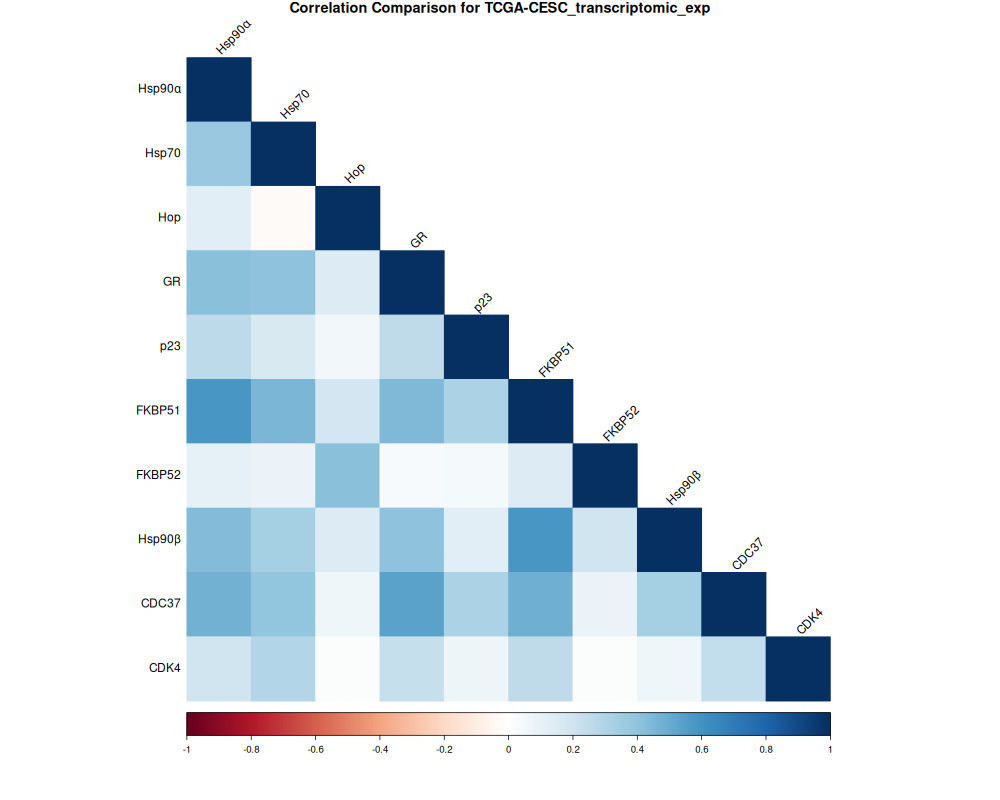 Correlation Comparison for TCGA-CESC_transcriptomic_exp
Hsp90α
Hsp90α
Hsp70
Hsp70
Hop
Hop
GR
GR
p23
p23
FKBP51
FKBP51
FKBP52
FKBP52
Hsp90β
Hsp90β
CDC37
CDC37
CDK4
CDK4
-1 -0.8 -0.6 -0.4 -0.2 0 0.2 0.4 0.6 0.8 1